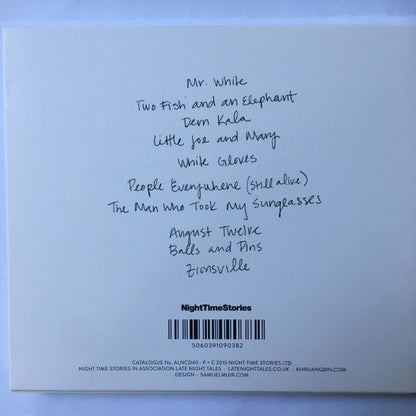 Mr. White
Two Fish and an Elephant
Dern Kala
Little Joe and Mary
White Gloves
People Everywhere (Still alive)
The Man Who Took My Sunglasses
August Twelve
Balls and Pins
Zionsville
NightTimeStories
5060391090382
CATALOGUE No. ALNCD40 · P + C 2015 NIGHT TIME STORIES LTD
NIGHT TIME STORIES IN ASSOCIATION LATE NIGHT TALES · LATENIGHTTALES.CO.UK · KHRUANGBIN.COM
DESIGN · SAMUELMUIR.COM